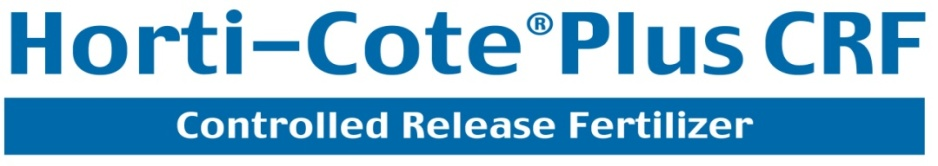 Horti-Cote® Plus CRF
Controlled Release Fertilizer